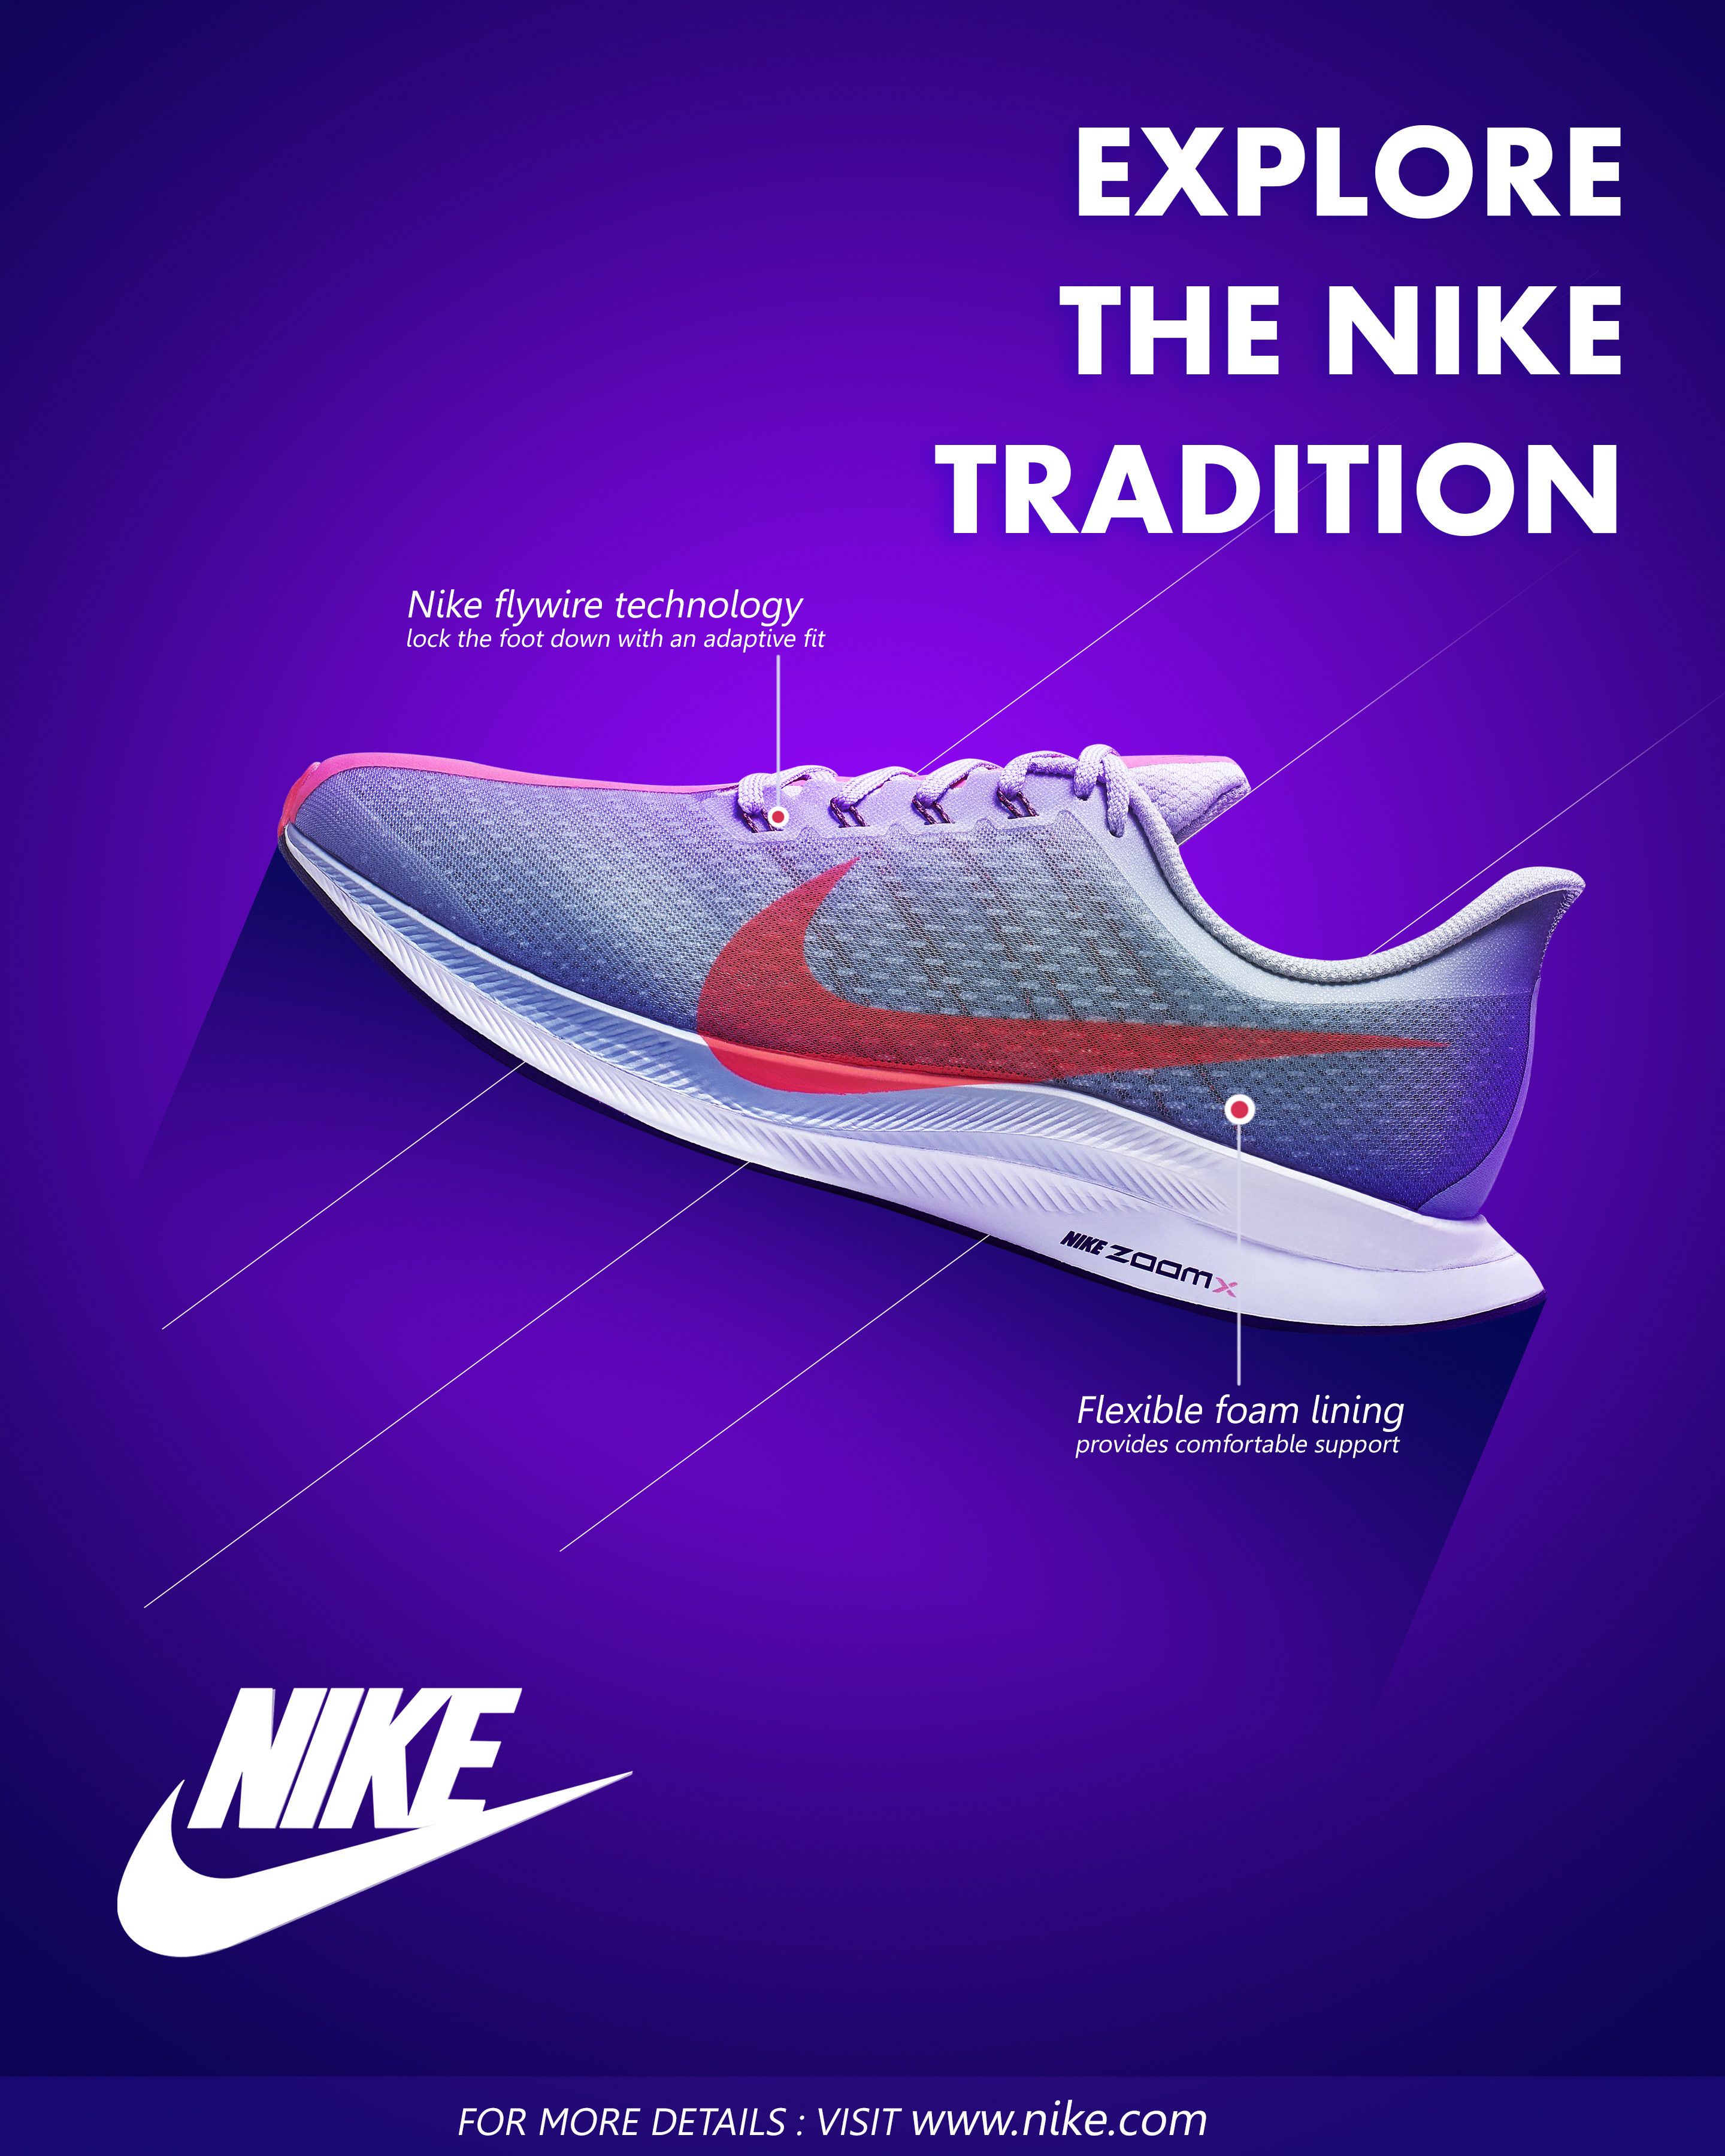 EXPLORE
THE NIKE
TRADITION
Nike flywire technology
lock the foot down with an adaptive fit
NIKE ZOOMX
Flexible foam lining
provides comfortable support
NIKE
FOR MORE DETAILS : VISIT www.nike.com